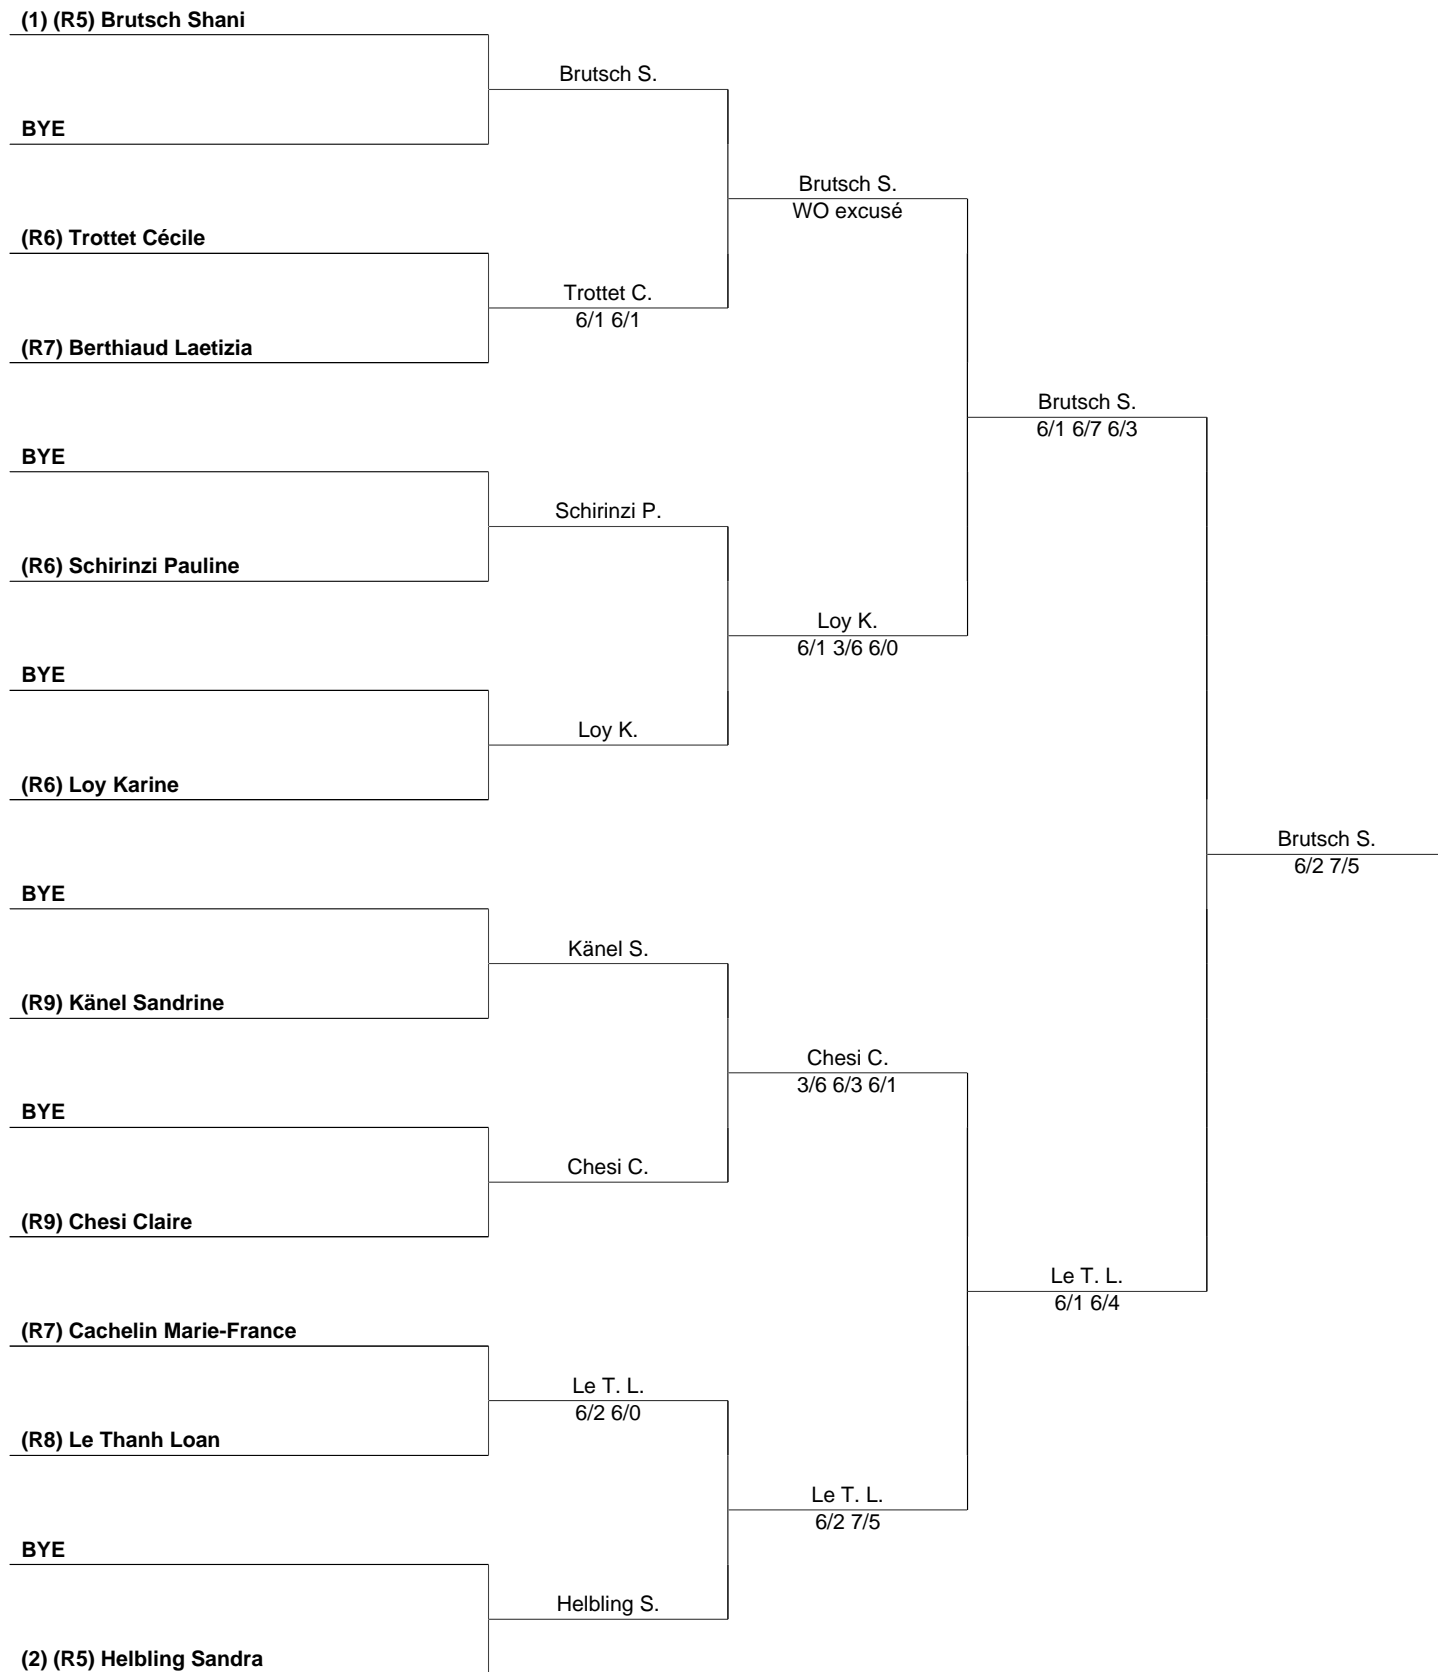 (1) (R5) Brutsch Shani
Brutsch S.
BYE
Brutsch S.
WO excusé
(R6) Trottet Cécile
Trottet C.
6/1 6/1
(R7) Berthiaud Laetizia
Brutsch S.
6/1 6/7 6/3
BYE
Schirinzi P.
(R6) Schirinzi Pauline
Loy K.
6/1 3/6 6/0
BYE
Loy K.
(R6) Loy Karine
Brutsch S.
6/2 7/5
BYE
Känel S.
(R9) Känel Sandrine
Chesi C.
3/6 6/3 6/1
BYE
Chesi C.
(R9) Chesi Claire
Le T. L.
6/1 6/4
(R7) Cachelin Marie-France
Le T. L.
6/2 6/0
(R8) Le Thanh Loan
Le T. L.
6/2 7/5
BYE
Helbling S.
(2) (R5) Helbling Sandra